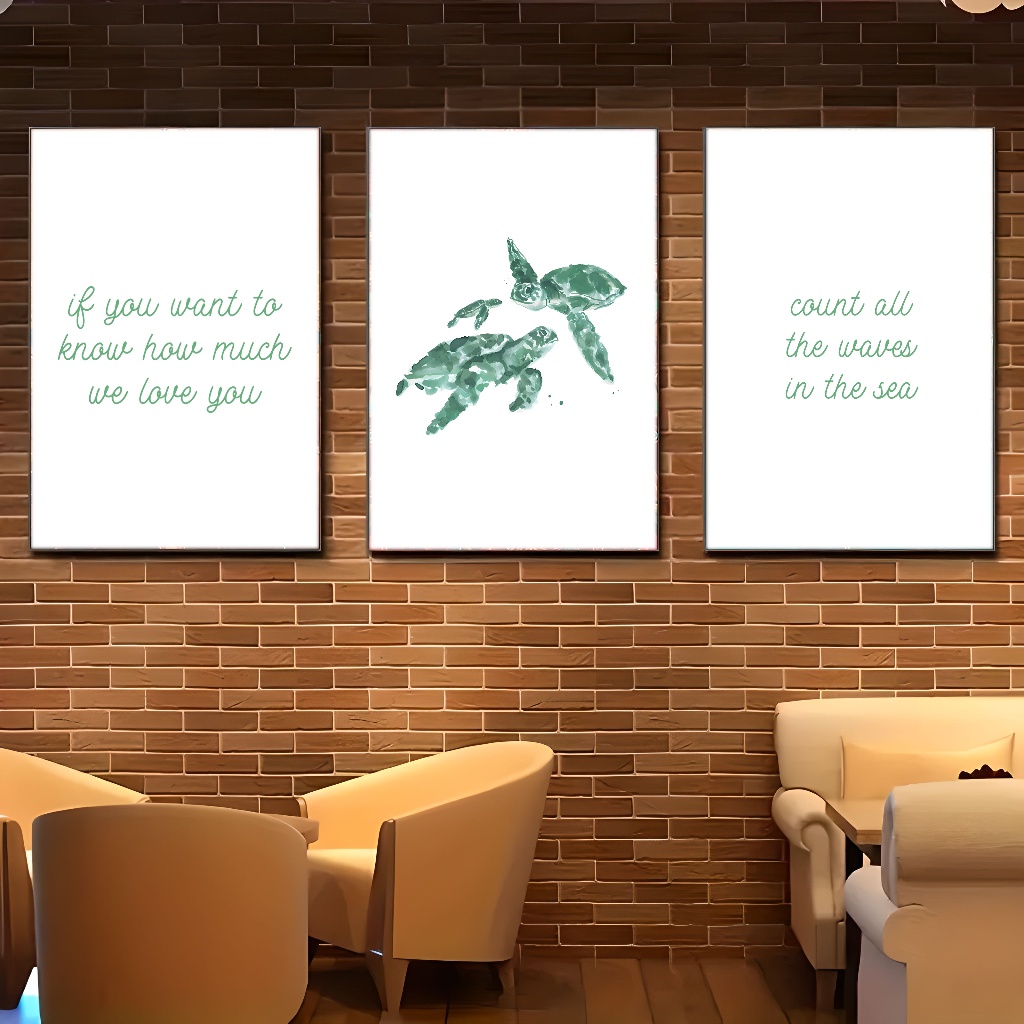 if you want to
know how much
we love you
count all
the waves
in the sea